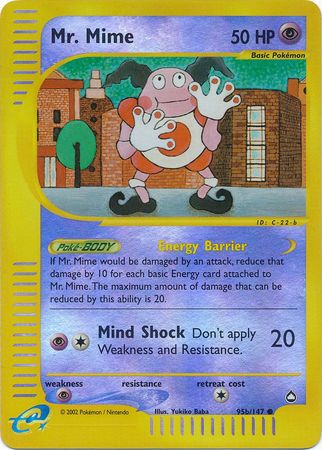 Mr. Mime 50 HP
Basic Pokémon
ID: C-22-b
Poké-BODY Energy Barrier
If Mr. Mime would be damaged by an attack, reduce that
damage by 10 for each basic Energy card attached to
Mr. Mime. The maximum amount of damage that can be
reduced by this ability is 20.
Mind Shock Don't apply 20
Weakness and Resistance.
weakness resistance retreat cost
e
© 2002 Pokémon / Nintendo Illus. Yukiko Baba 95b/147